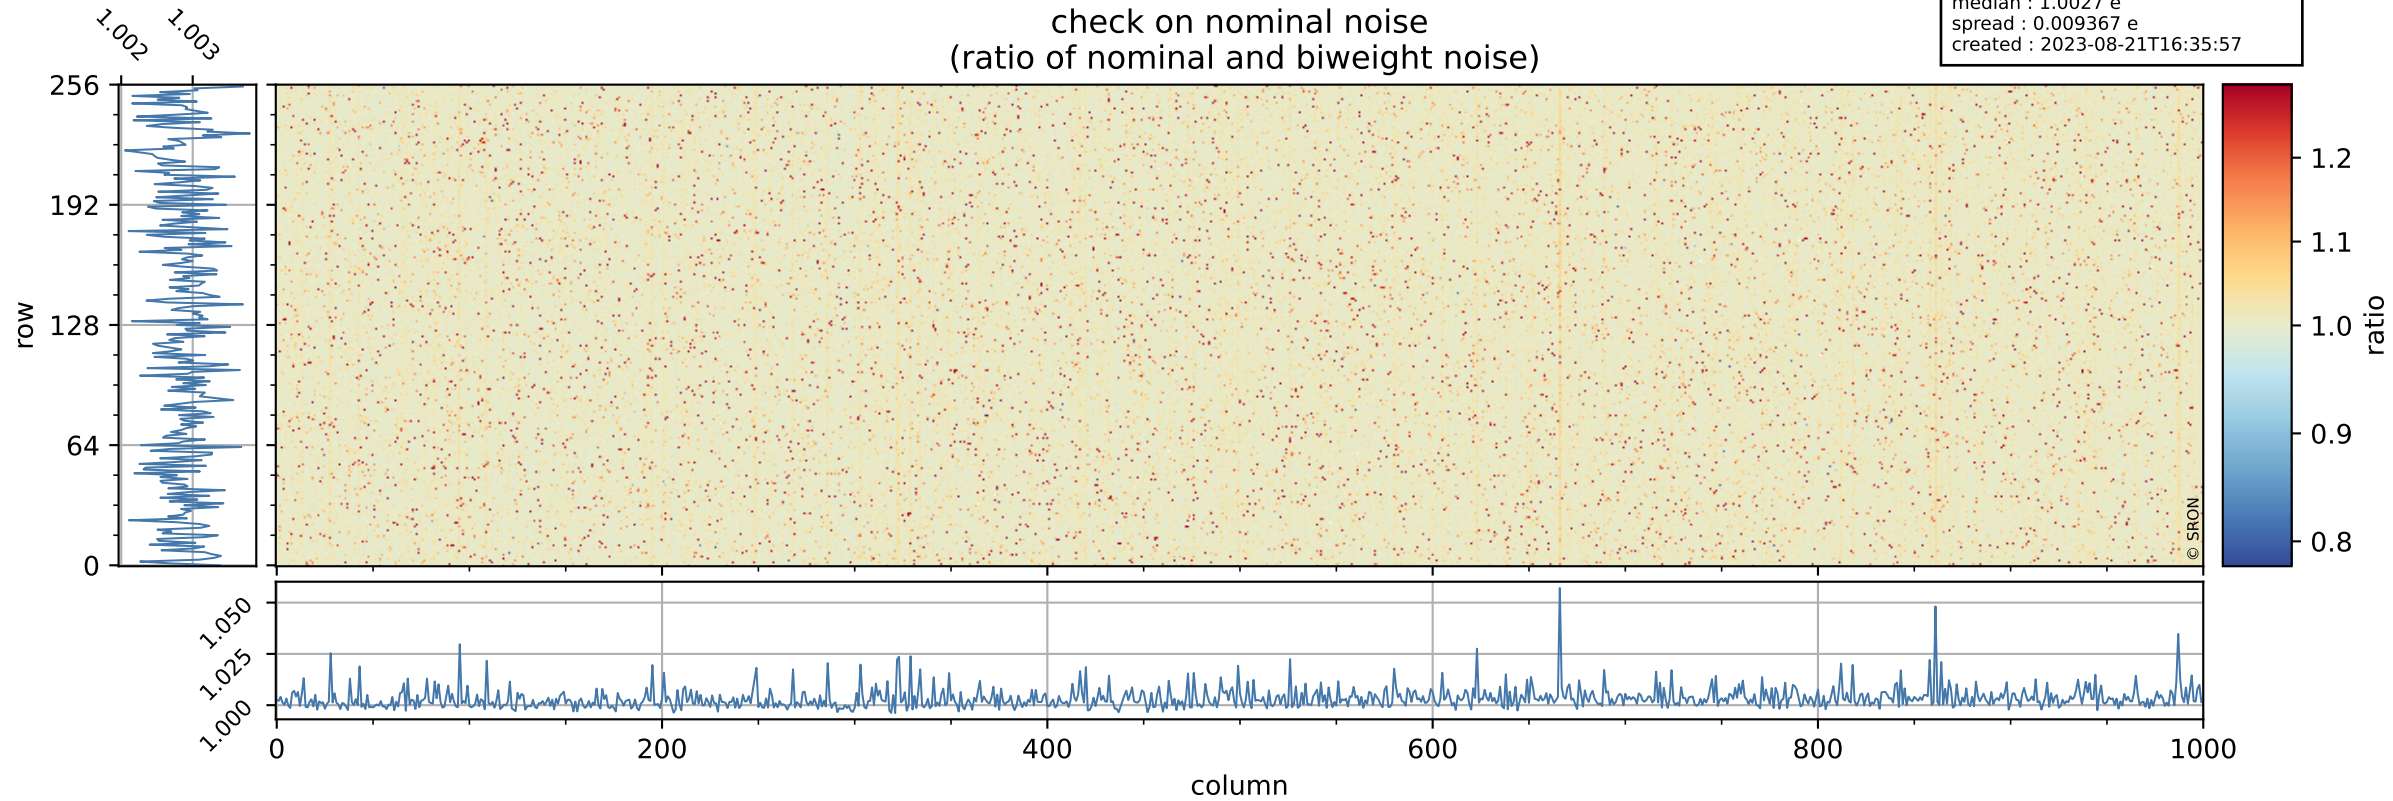 check on nominal noise
(ratio of nominal and biweight noise)
median : 1.0027 e
spread : 0.009367 e
created : 2023-08-21T16:35:57
1.002
1.003
256
192
128
64
0
row
© SRON
1.2
1.1
1.0
0.9
0.8
ratio
1.050
1.025
1.000
0
200
400
600
800
1000
column